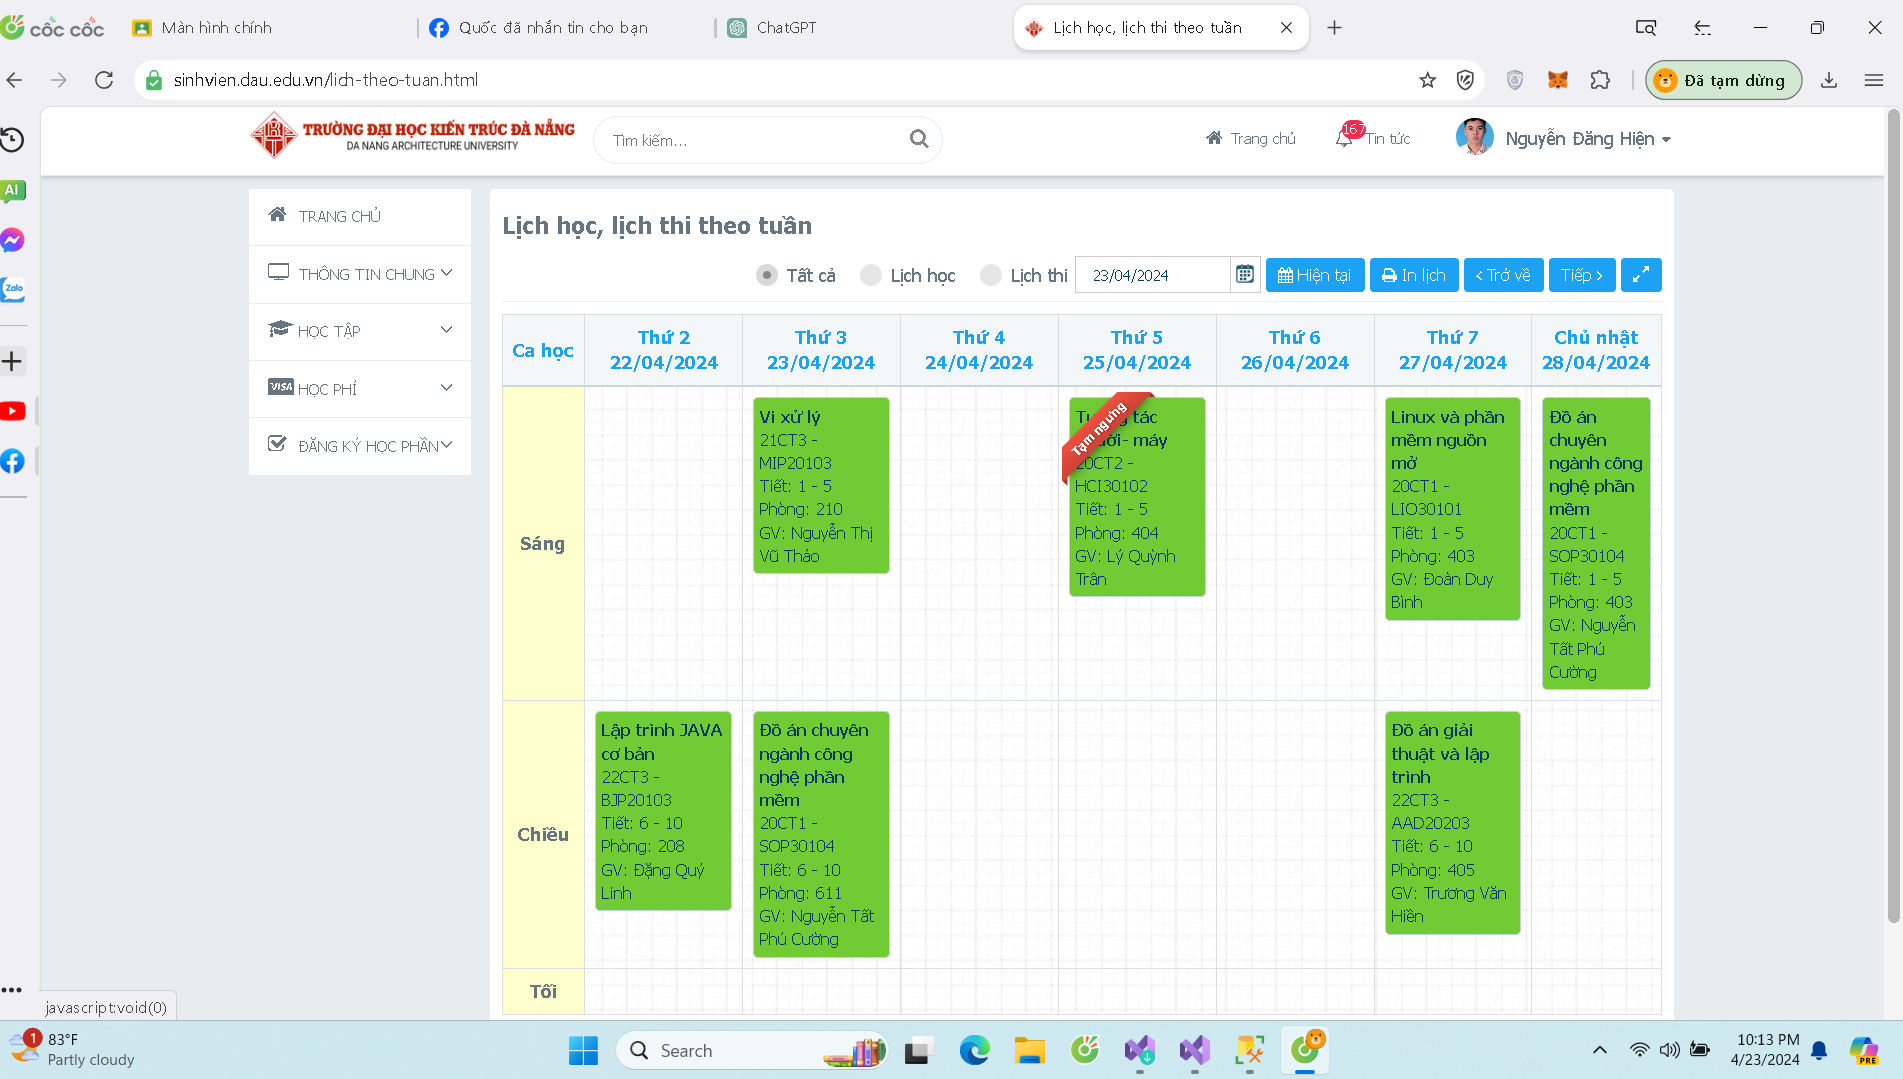 cốc cốc
Màn hình chính
Quốc đã nhắn tin cho bạn
ChatGPT
Lịch học, lịch thi theo tuần
sinhvien.dau.edu.vn/lich-theo-tuan.html
Đã tạm dừng
TRƯỜNG ĐẠI HỌC KIẾN TRÚC ĐÀ NẴNG
DA NANG ARCHITECTURE UNIVERSITY
Tìm kiếm...
Trang chủ
167
Tin tức
Nguyễn Đăng Hiện
AI
Zalo
TRANG CHỦ
THÔNG TIN CHUNG
HỌC TẬP
VISA HỌC PHÍ
ĐĂNG KÝ HỌC PHẦN
Lịch học, lịch thi theo tuần
Tất cả
Lịch học
Lịch thi
23/04/2024
Hiện tại
In lịch
Trở về
Tiếp
Ca học
Thứ 2
22/04/2024
Thứ 3
23/04/2024
Thứ 4
24/04/2024
Thứ 5
25/04/2024
Thứ 6
26/04/2024
Thứ 7
27/04/2024
Chủ nhật
28/04/2024
Sáng
Vi xử lý
21CT3 -
MIP20103
Tiết: 1 - 5
Phòng: 210
GV: Nguyễn Thị
Vũ Thảo
Tạm ngưng
tác
- máy
20CT2 -
HCI30102
Tiết: 1 - 5
Phòng: 404
GV: Lý Quỳnh
Trân
Linux và phần
mềm nguồn
mở
20CT1 -
LIO30101
Tiết: 1 - 5
Phòng: 403
GV: Đoàn Duy
Bình
Đồ án
chuyên
ngành công
nghệ phần
mềm
20CT1 -
SOP30104
Tiết: 1 - 5
Phòng: 403
GV: Nguyễn
Tất Phú
Cường
Chiều
Lập trình JAVA
cơ bản
22CT3 -
BJP20103
Tiết: 6 - 10
Phòng: 208
GV: Đặng Quý
Linh
Đồ án chuyên
ngành công
nghệ phần
mềm
20CT1 -
SOP30104
Tiết: 6 - 10
Phòng: 611
GV: Nguyễn Tất
Phú Cường
Đồ án giải
thuật và lập
trình
22CT3 -
AAD20203
Tiết: 6 - 10
Phòng: 405
GV: Trương Văn
Hiền
Tối
javascript:void(0)
1
83°F
Partly cloudy
Search
10:13 PM
4/23/2024
PRE